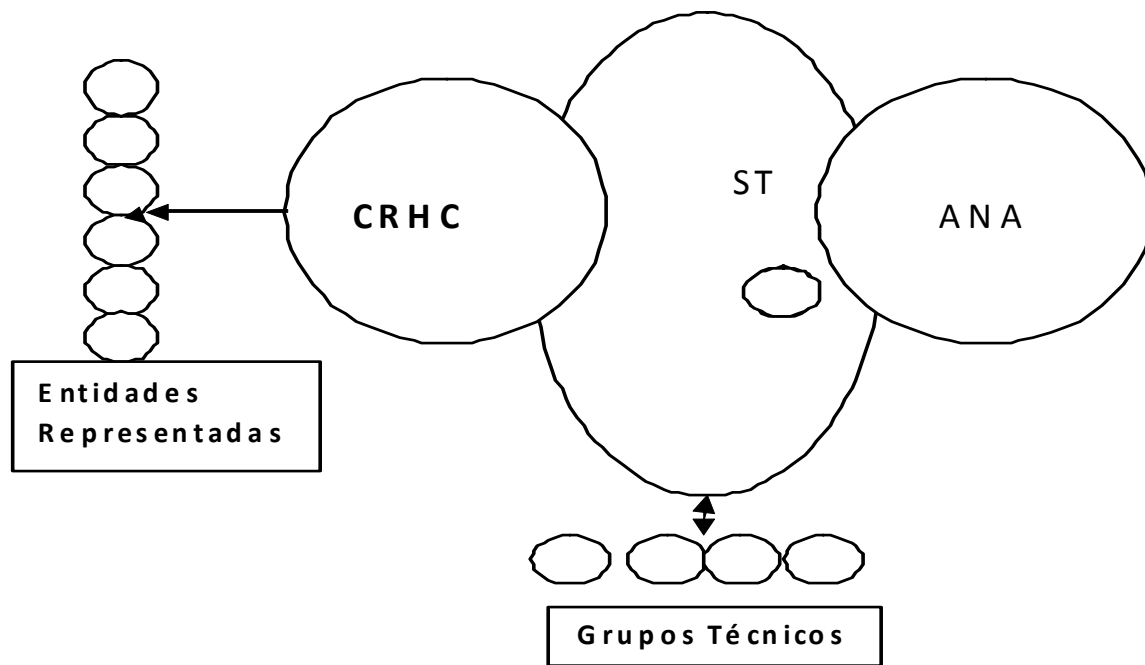 ST
CRHC
ANA
Entidades
Representadas
Grupos Técnicos